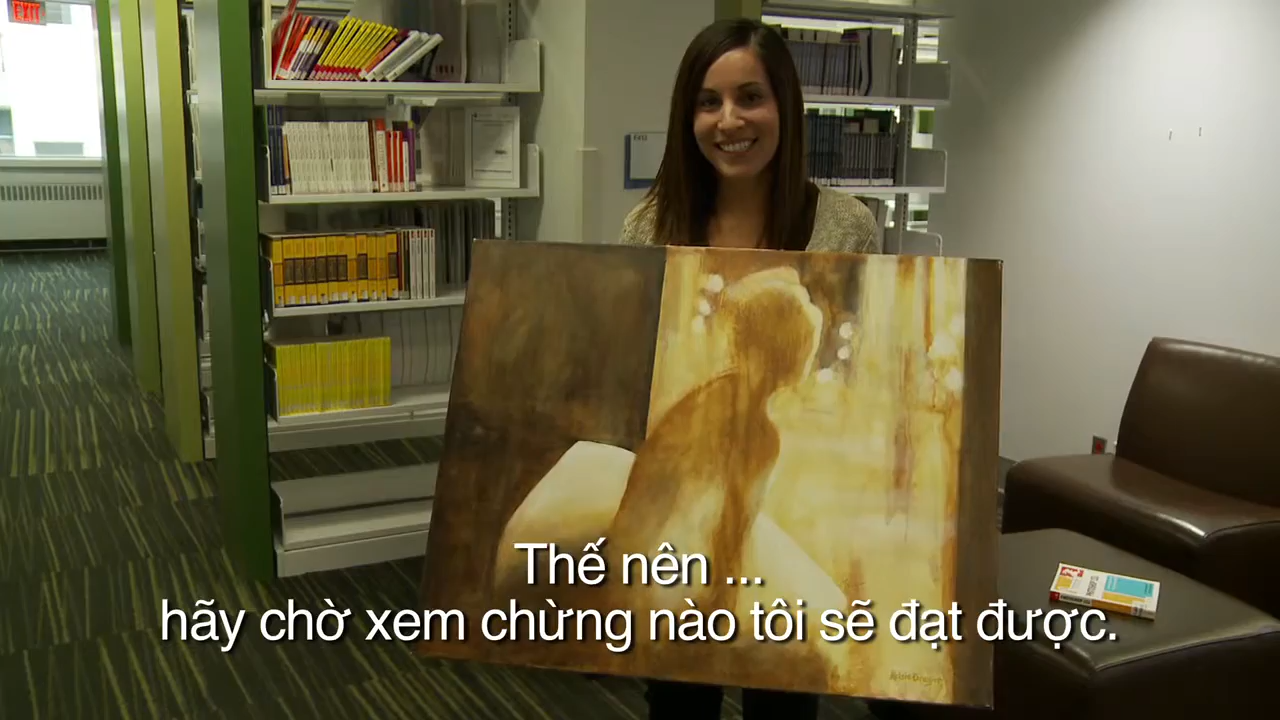 EXIT
Thế nên ...
hãy chờ xem chừng nào tôi sẽ đạt được.